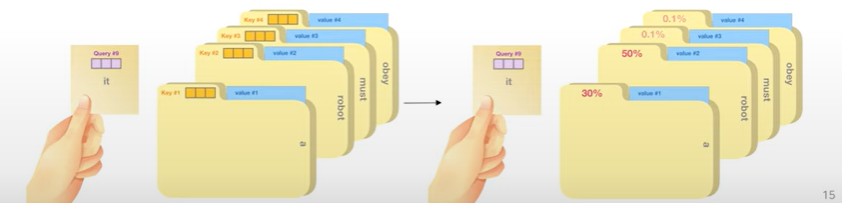 Key #4 value #4
Key #3 value #3
Query #9
Key #2 value #2
it
Key #1 value #1
obey
must
robot
a
0.1% value #4
0.1% value #3
Query #9
50% value #2
it
30% value #1
obey
must
robot
a
15